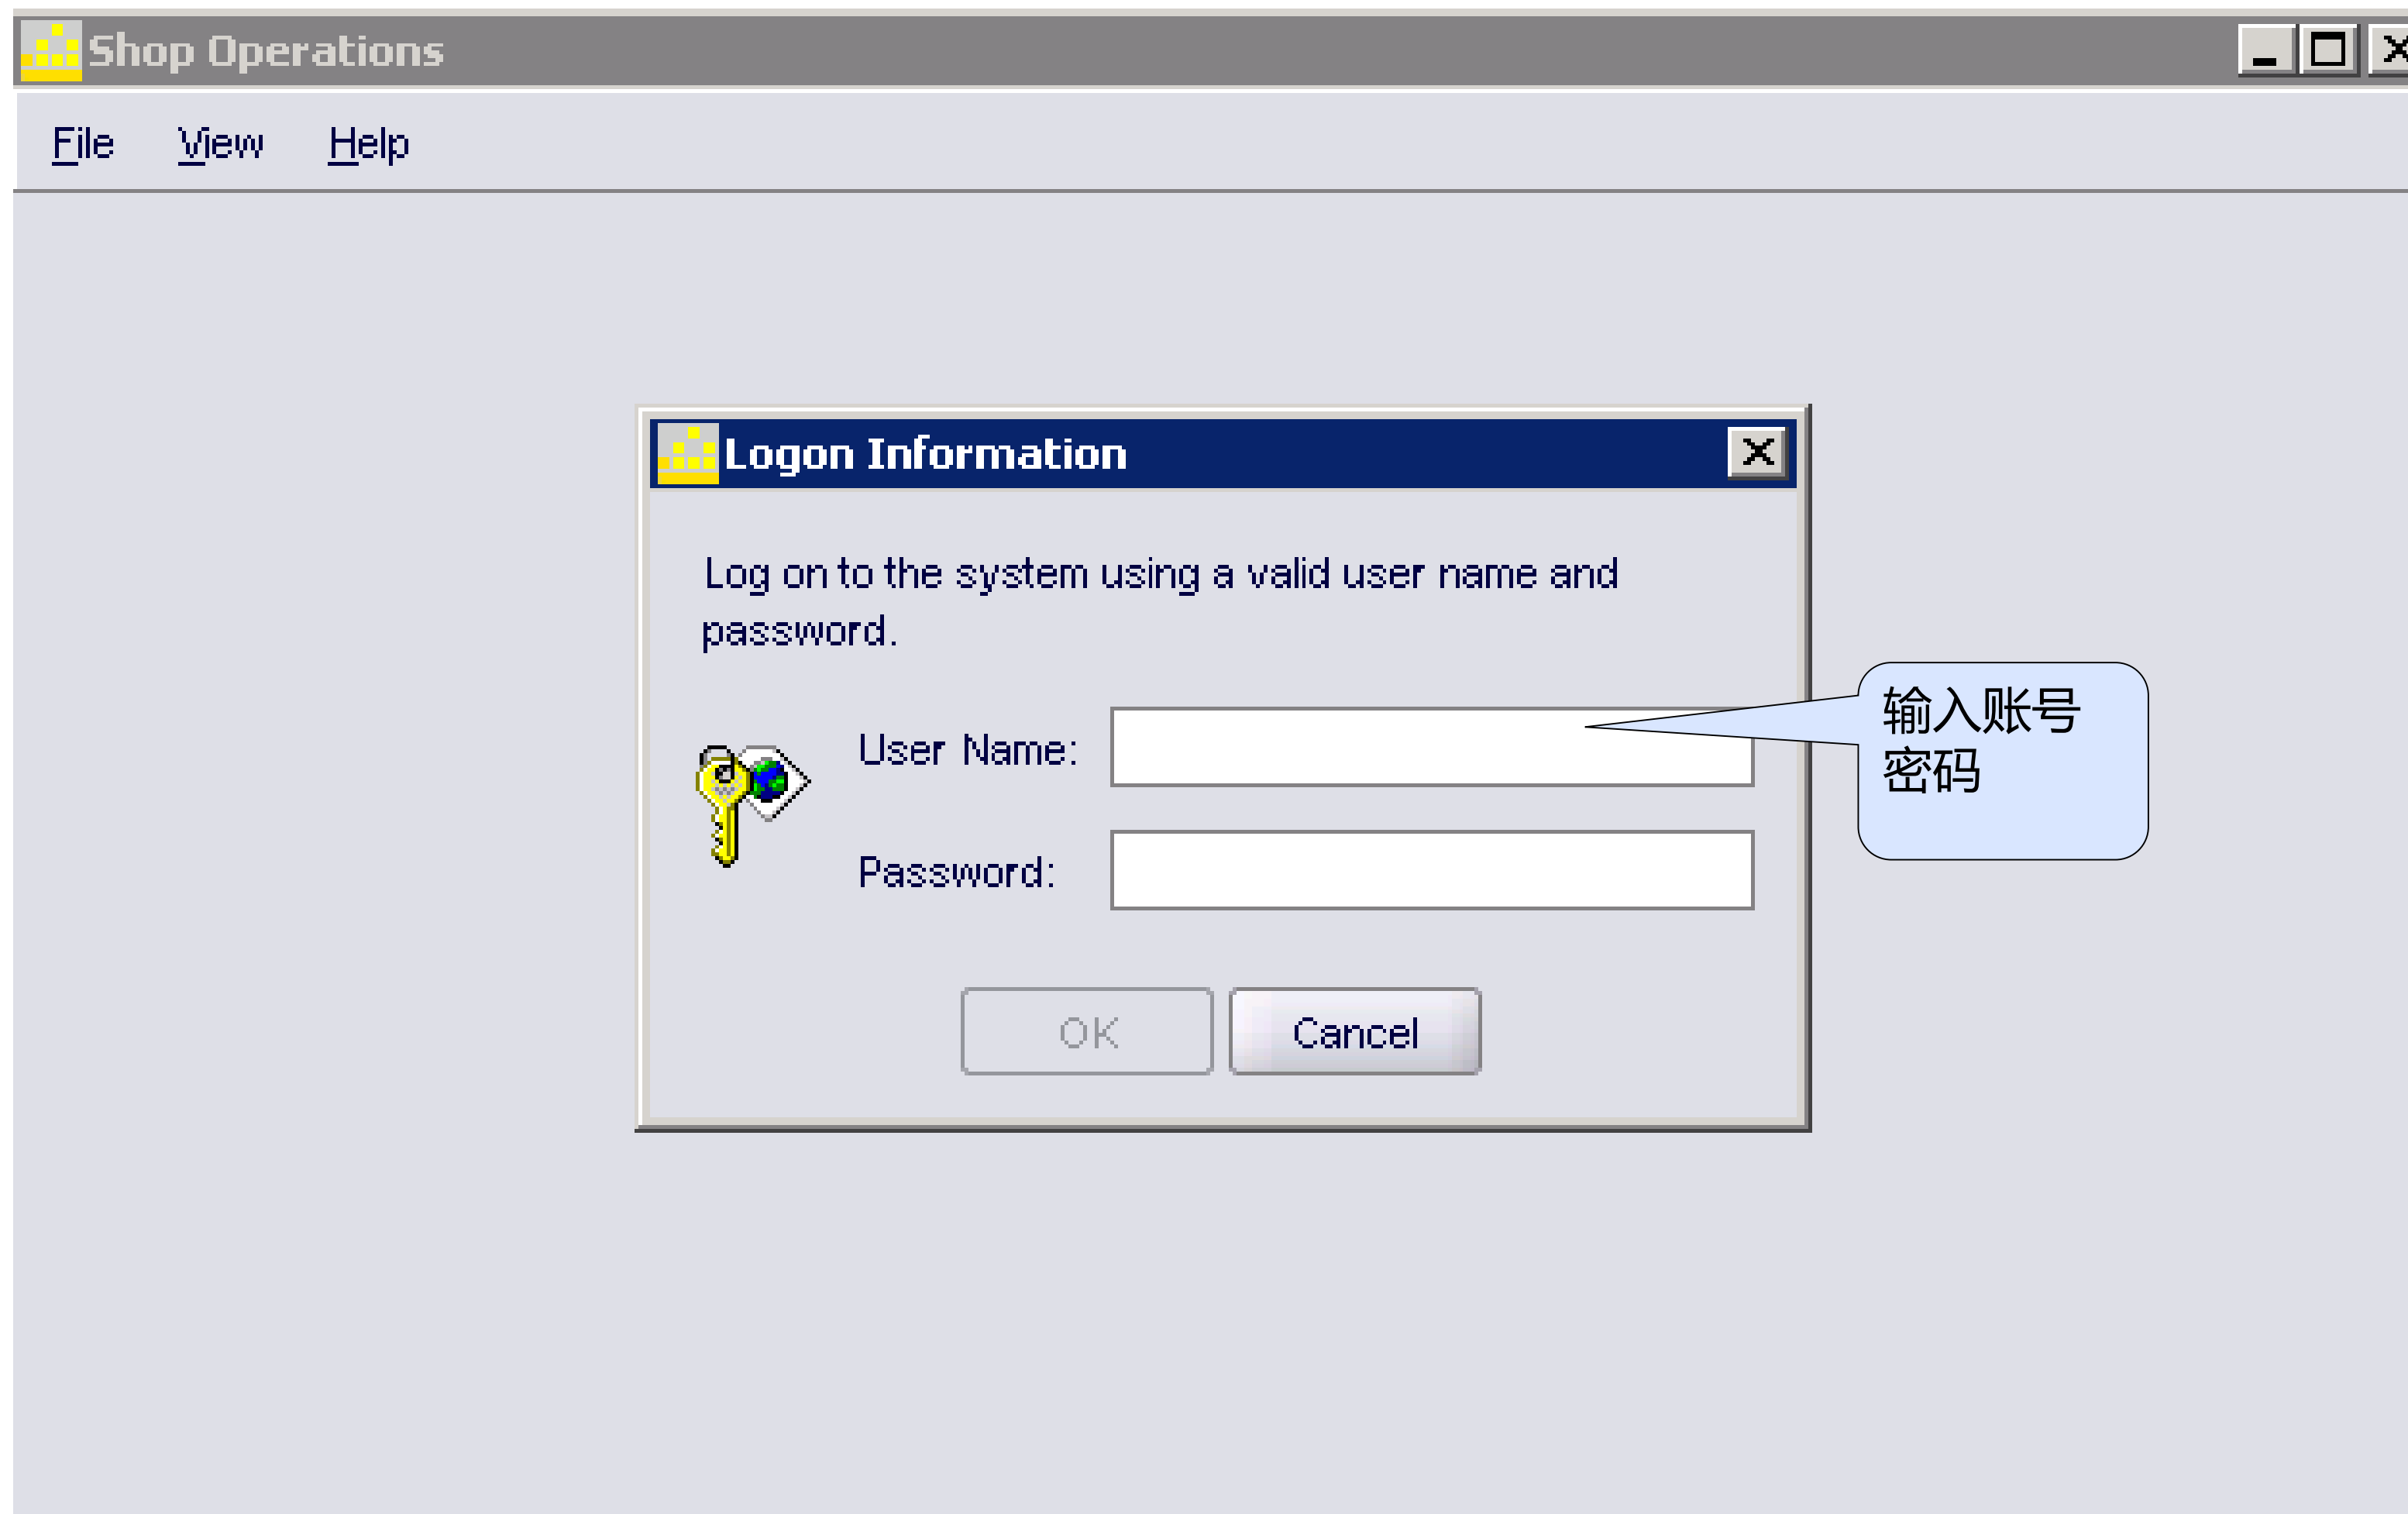 Shop Operations
File View Help
Logon Information
Log on to the system using a valid user name and
password.
User Name:
输入账号
密码
Password:
OK Cancel